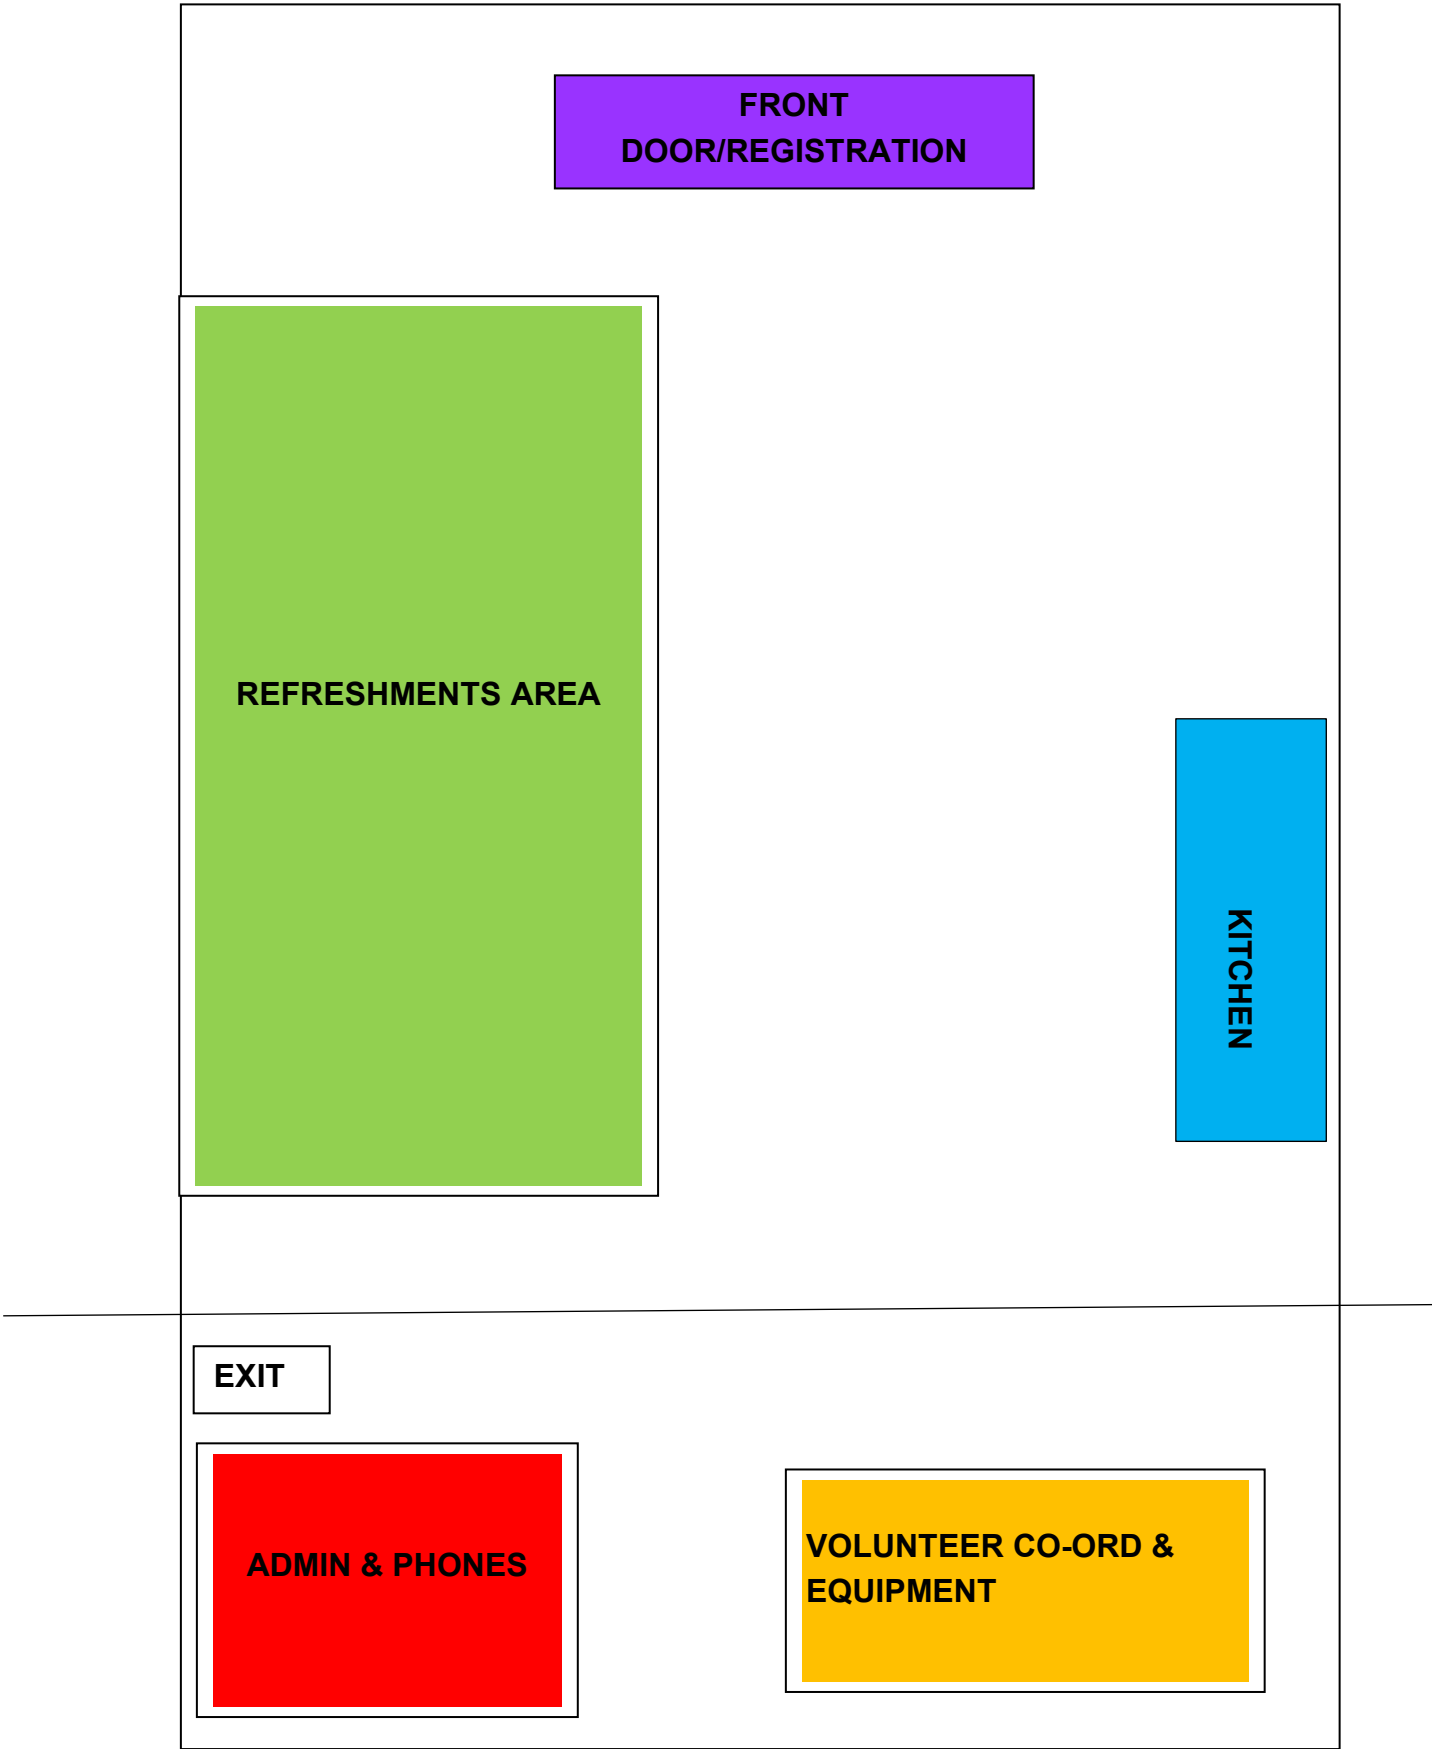 FRONT
DOOR/REGISTRATION
REFRESHMENTS AREA
KITCHEN
EXIT
ADMIN & PHONES
VOLUNTEER CO-ORD &
EQUIPMENT